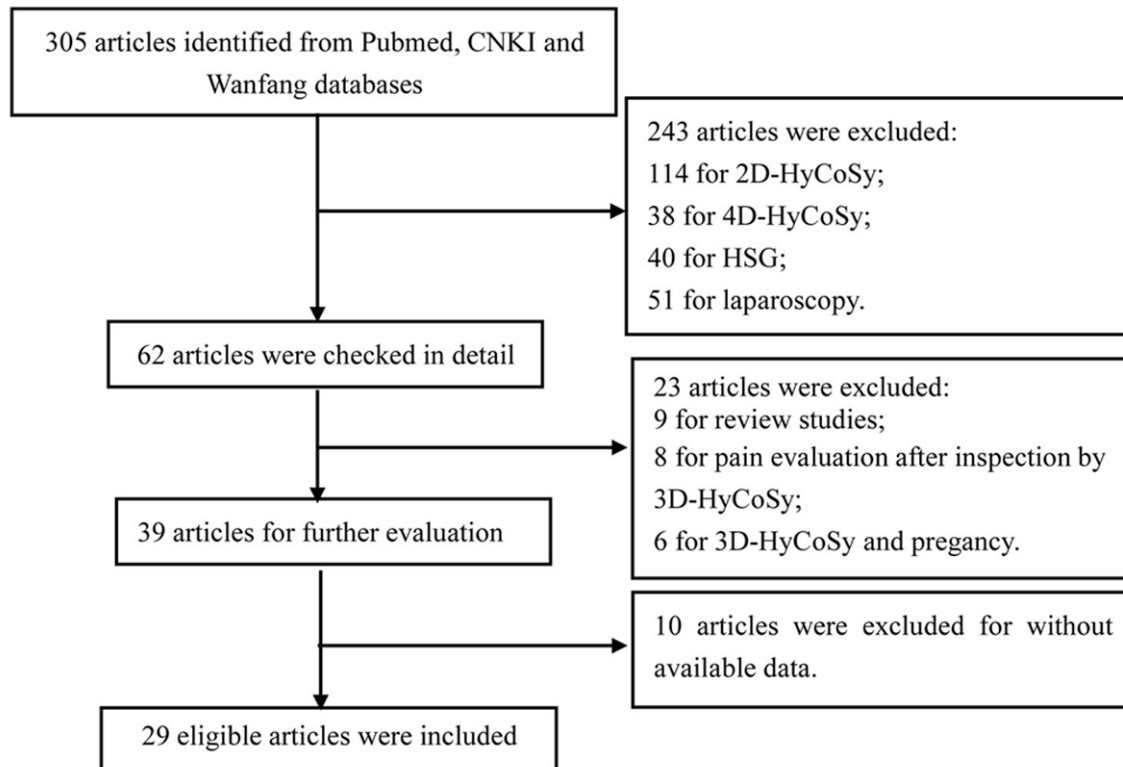 305 articles identified from Pubmed, CNKI and
Wanfang databases
243 articles were excluded:
114 for 2D-HyCoSy;
38 for 4D-HyCoSy;
40 for HSG;
51 for laparoscopy.
62 articles were checked in detail
23 articles were excluded:
9 for review studies;
8 for pain evaluation after inspection by
3D-HyCoSy;
6 for 3D-HyCoSy and pregancy.
39 articles for further evaluation
10 articles were excluded for without
available data.
29 eligible articles were included